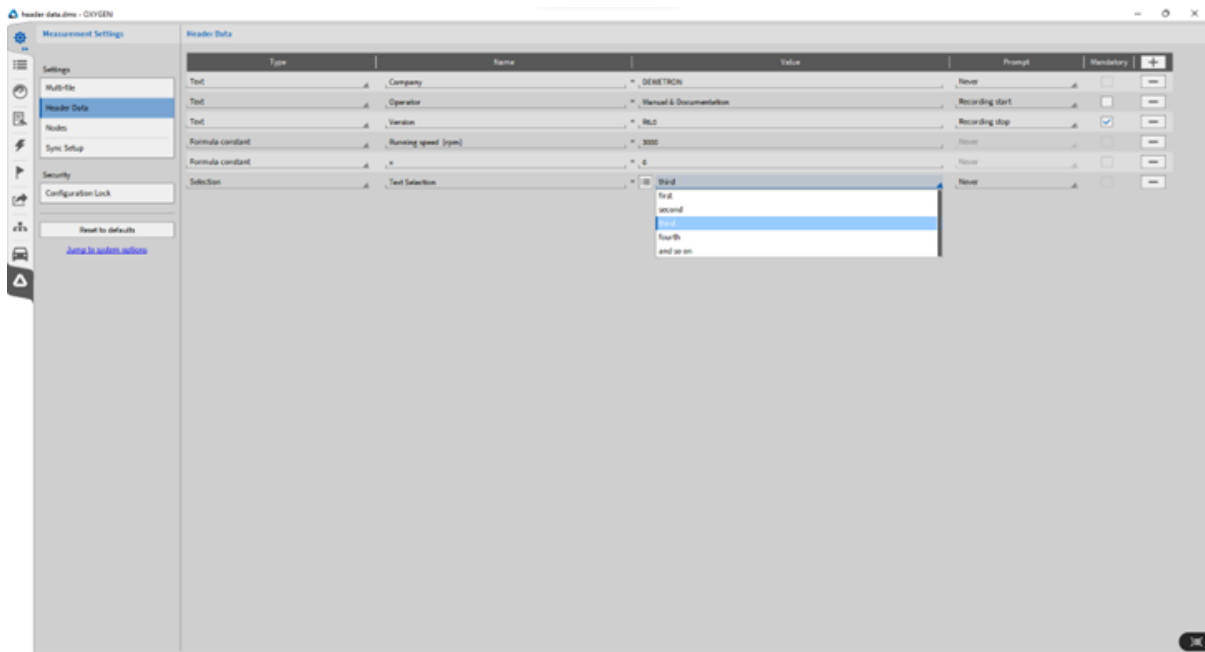 header data.dms - OXYGEN
Measurement Settings
Header Data
Settings
Multi-file
Header Data
Nodes
Sync Setup
Security
Configuration Lock
Reset to defaults
Jump to system options
Type Name Value Prompt Mandatory +
Text Company DEWETRON Never
Text Operator Manual & Documentation Recording start
Text Version Recording stop
Formula constant Running speed [rpm] 3000 Never
Formula constant x 0 Never
Selection Text Selection third Never
first
second
third
fourth
and so on